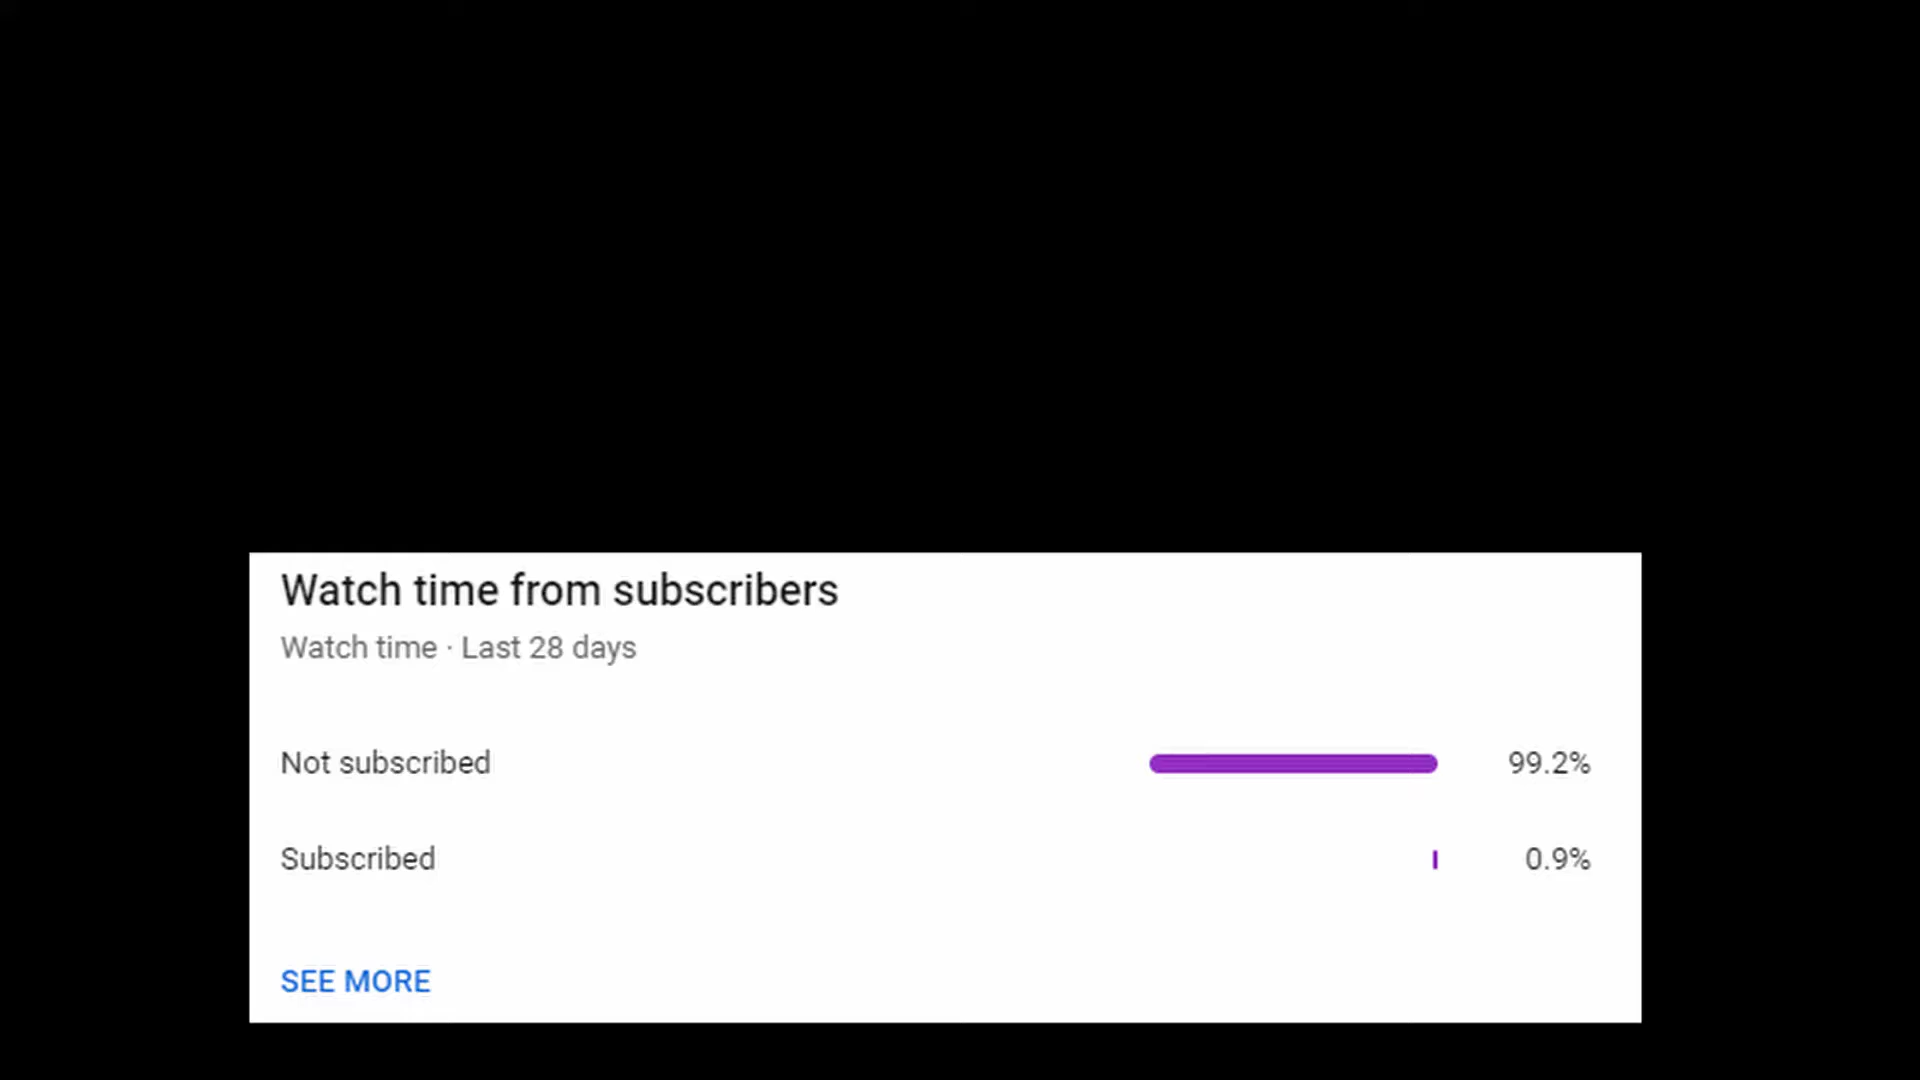 Watch time from subscribers
Watch time · Last 28 days
Not subscribed 99.2%
Subscribed 0.9%
SEE MORE